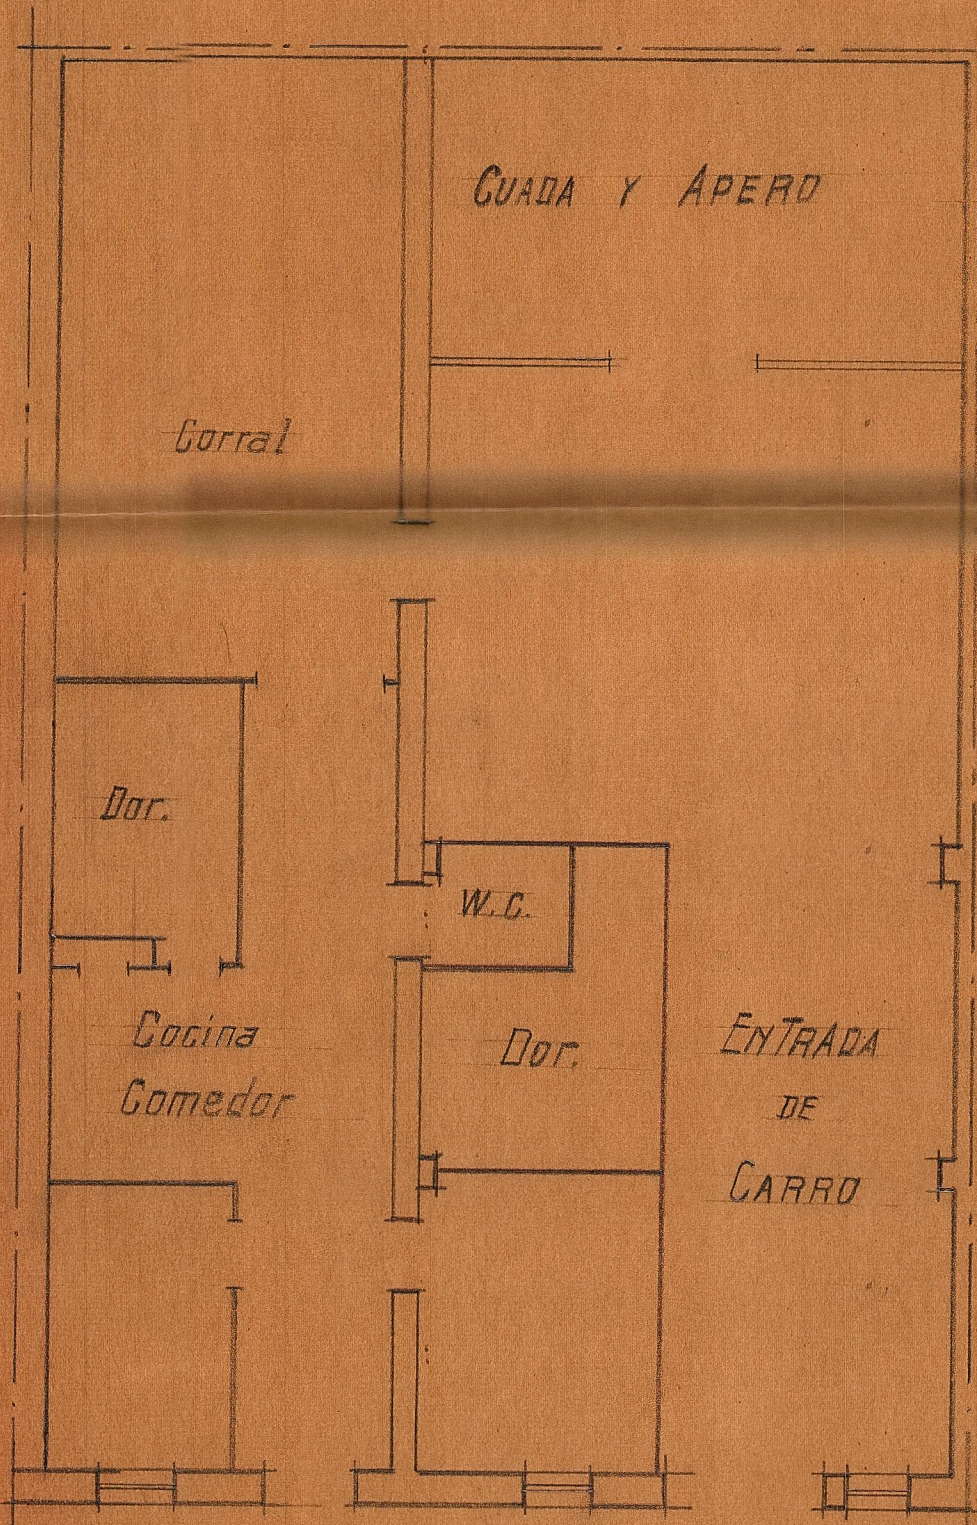 CUADA Y APERO
Corral
Dor.
W.C.
Cocina
Comedor
Dor.
ENTRADA
DE
CARRO